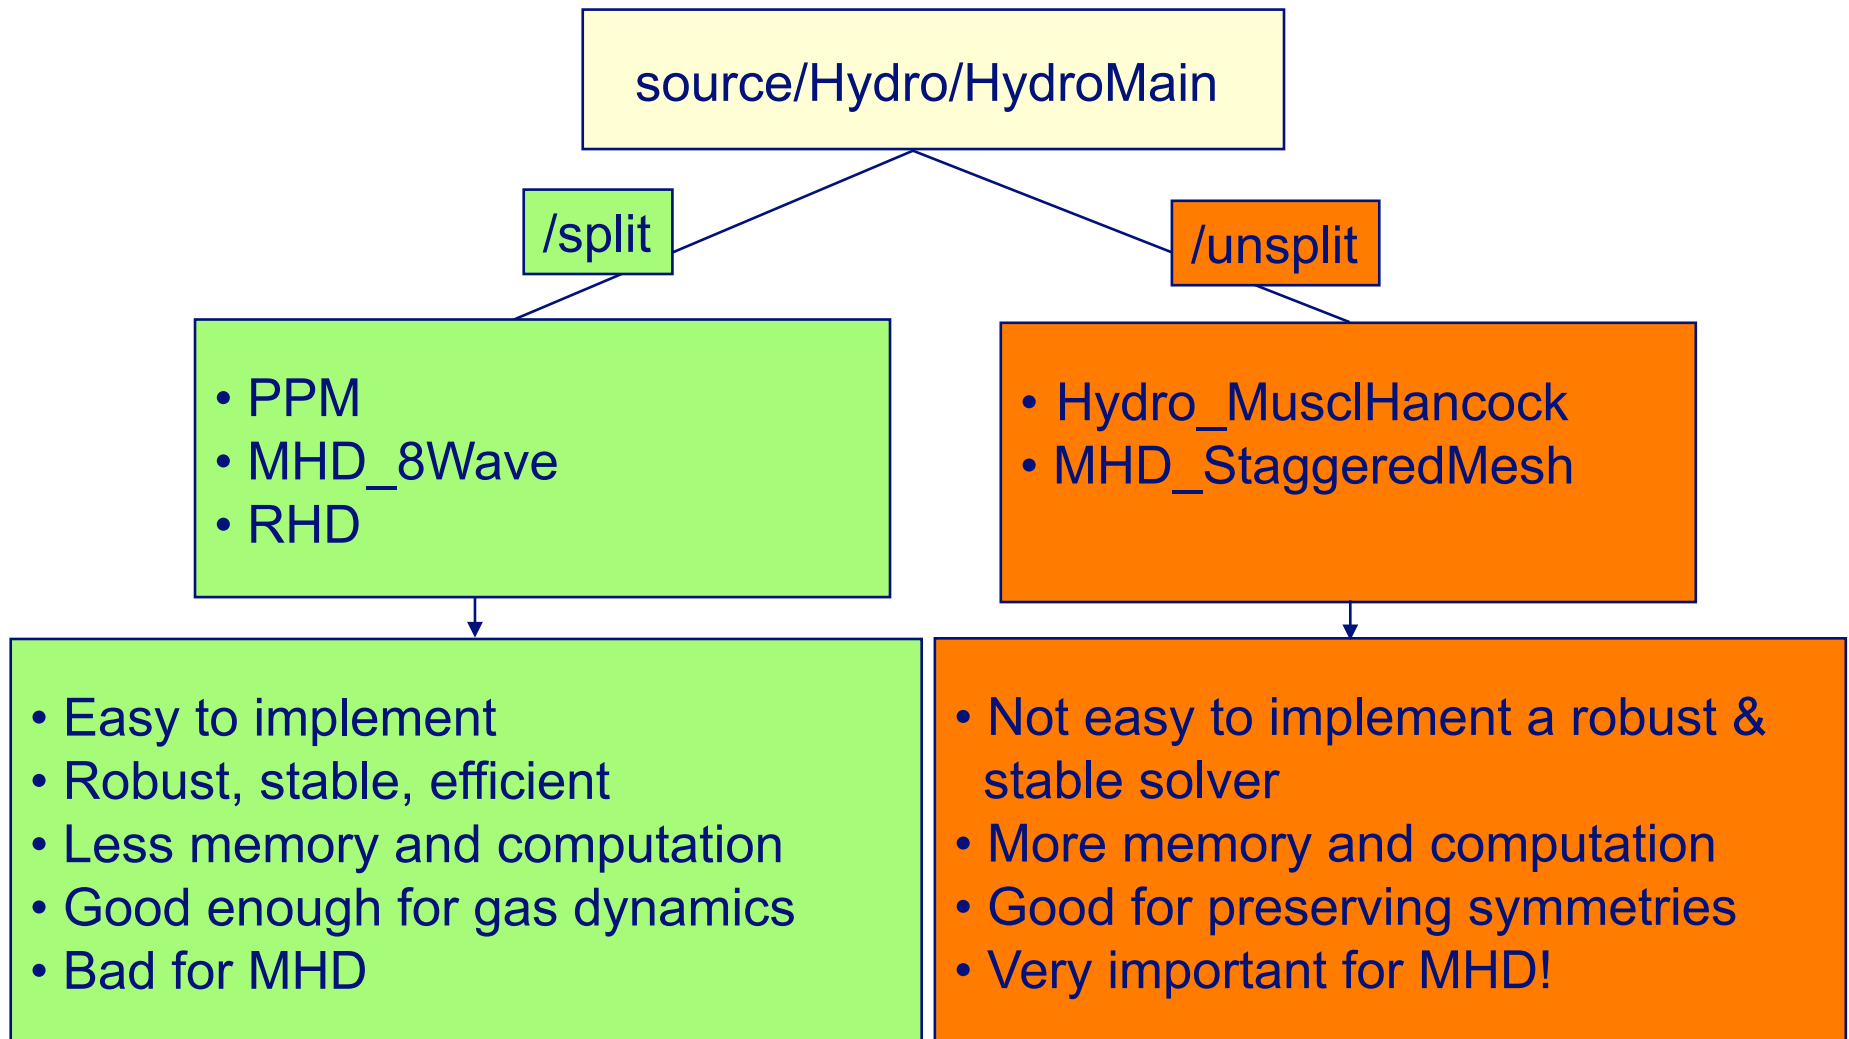 source/Hydro/HydroMain
/split
/unsplit
• PPM
• MHD_8Wave
• RHD
• Hydro_MusclHancock
• MHD_StaggeredMesh
• Easy to implement
• Robust, stable, efficient
• Less memory and computation
• Good enough for gas dynamics
• Bad for MHD
• Not easy to implement a robust &
stable solver
• More memory and computation
• Good for preserving symmetries
• Very important for MHD!